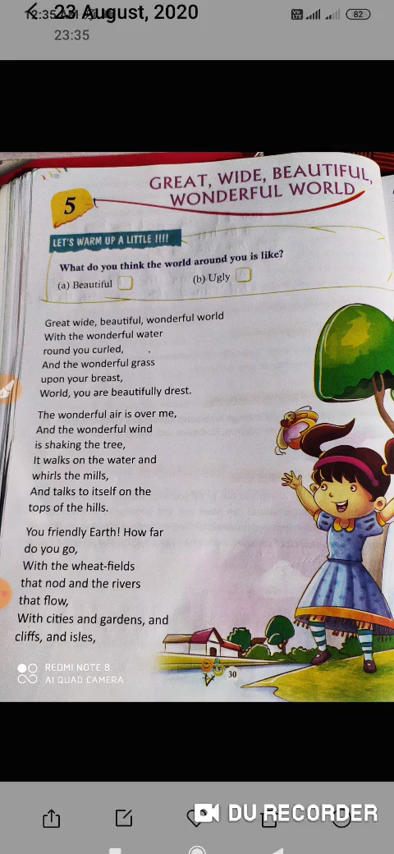 12:35 AM
23 August, 2020
82
23:35
GREAT, WIDE, BEAUTIFUL,
WONDERFUL WORLD
5
LET'S WARM UP A LITTLE !!!!
What do you think the world around you is like?
(a) Beautiful
(b) Ugly
Great wide, beautiful, wonderful world
With the wonderful water
round you curled,
And the wonderful grass
upon your breast,
World, you are beautifully drest.
The wonderful air is over me,
And the wonderful wind
is shaking the tree,
It walks on the water and
whirls the mills,
And talks to itself on the
tops of the hills.
You friendly Earth! How far
do you go,
With the wheat-fields
that nod and the rivers
that flow,
With cities and gardens, and
cliffs, and isles,
REDMI NOTE 8
AI QUAD CAMERA
30
DU RECORDER